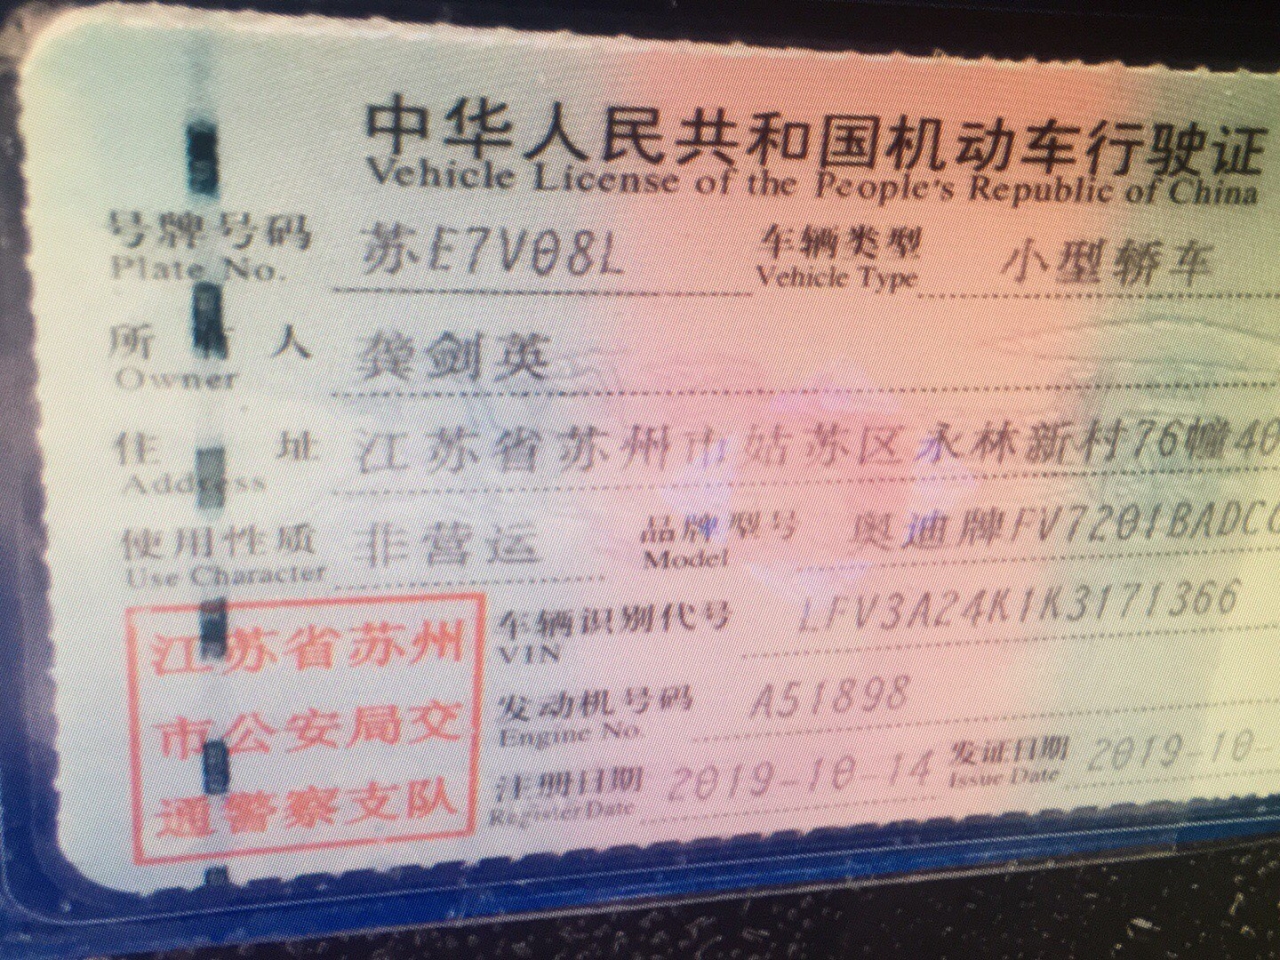 中华人民共和国机动车行驶证
Vehicle License of the People's Republic of China
号牌号码 苏E7V08L 车辆类型 小型轿车
Plate No. Vehicle Type
所有人 龚剑英
Owner
住址 江苏省苏州市姑苏区永林新村76幢40
Address
使用性质 非营运 品牌型号 奥迪牌FV7201BADCG
Use Character Model
江苏省苏州
市公安局交
通警察支队
车辆识别代号 LFV3A24K1K3171366
VIN
发动机号码 A51898
Engine No.
注册日期 2019-10-14 发证日期 2019-10-
Register Date Issue Date